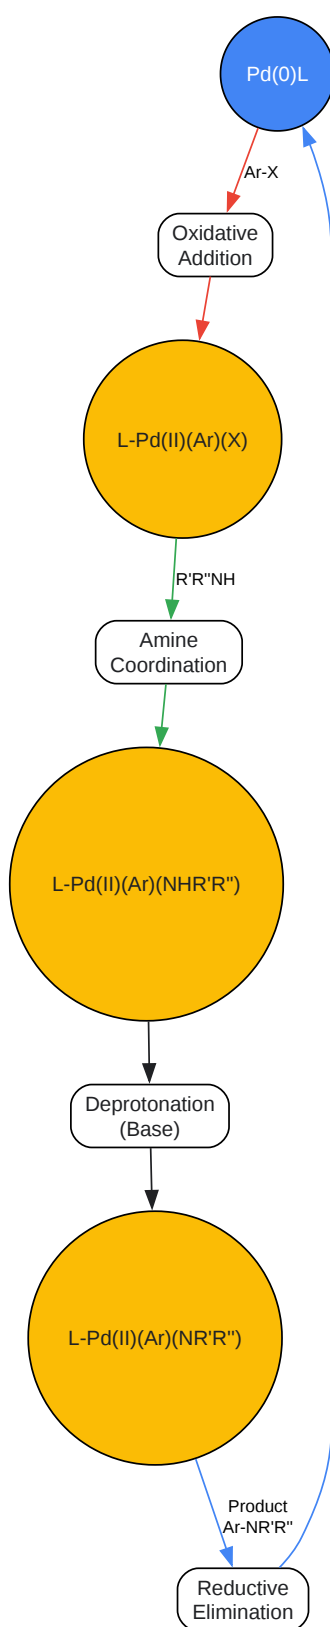 Pd(0)L
Ar-X
Oxidative
Addition
L-Pd(II)(Ar)(X)
R'R''NH
Amine
Coordination
L-Pd(II)(Ar)(NHR'R'')
Deprotonation
(Base)
L-Pd(II)(Ar)(NR'R'')
Product
Ar-NR'R''
Reductive
Elimination